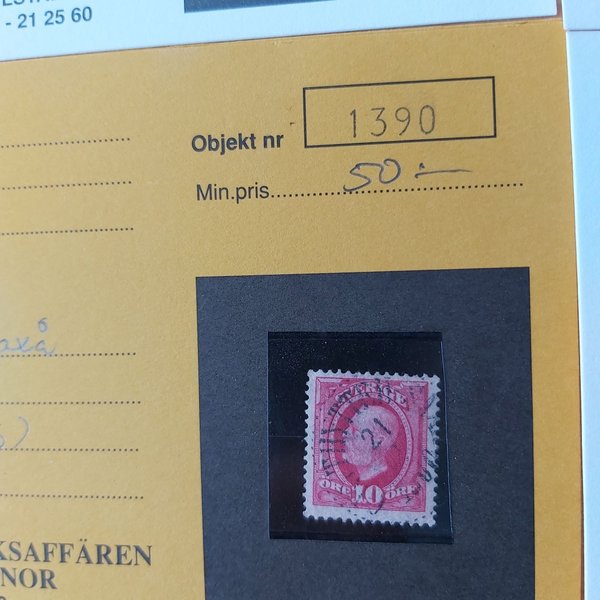 - 21 25 60
Objekt nr 1390
Min.pris 50:-
SVERIGE
21
ÖRE 10 ÖRE
KSAFFÄREN
NOR